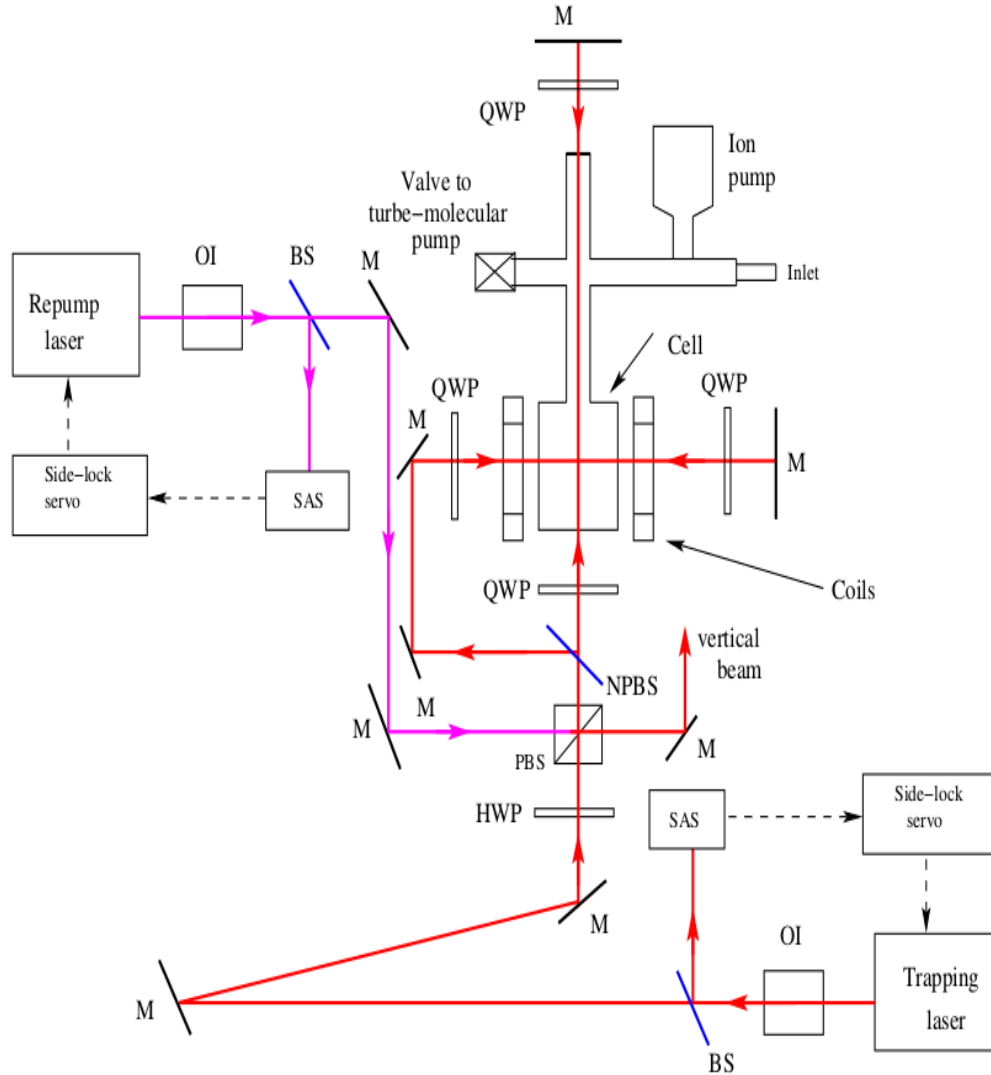 M
QWP
Ion
pump
Valve to
turbe−molecular
pump
Inlet
OI
BS
M
Repump
laser
Cell
QWP
QWP
M
M
Side−lock
servo
SAS
QWP
Coils
vertical
beam
NPBS
M
M
PBS
M
HWP
SAS
Side−lock
servo
M
OI
M
Trapping
laser
BS